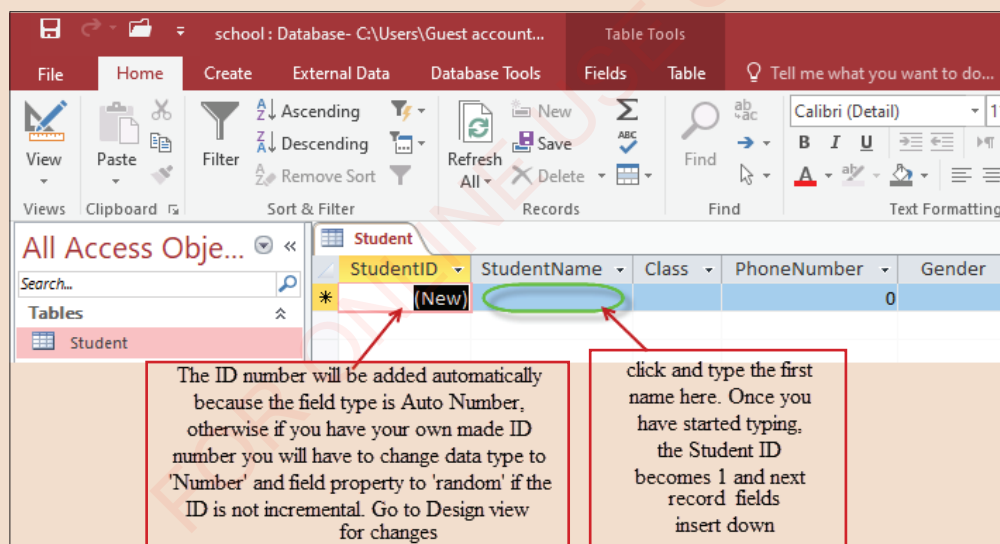 school : Database- C:\Users\Guest account...
Table Tools
File
Home
Create
External Data
Database Tools
Fields
Table
Tell me what you want to do...
View
Paste
Filter
Ascending
Descending
Remove Sort
Refresh
All
New
Save
Delete
Find
Calibri (Detail)
B I U
Views
Clipboard
Sort & Filter
Records
Find
Text Formatting
All Access Obje...
Search...
Tables
Student
Student
StudentID
StudentName
Class
PhoneNumber
Gender
(New)
0
The ID number will be added automatically
because the field type is Auto Number,
otherwise if you have your own made ID
number you will have to change data type to
'Number' and field property to 'random' if the
ID is not incremental. Go to Design view
for changes
click and type the first
name here. Once you
have started typing,
the Student ID
becomes 1 and next
record fields
insert down
FOR ONLINE USE O